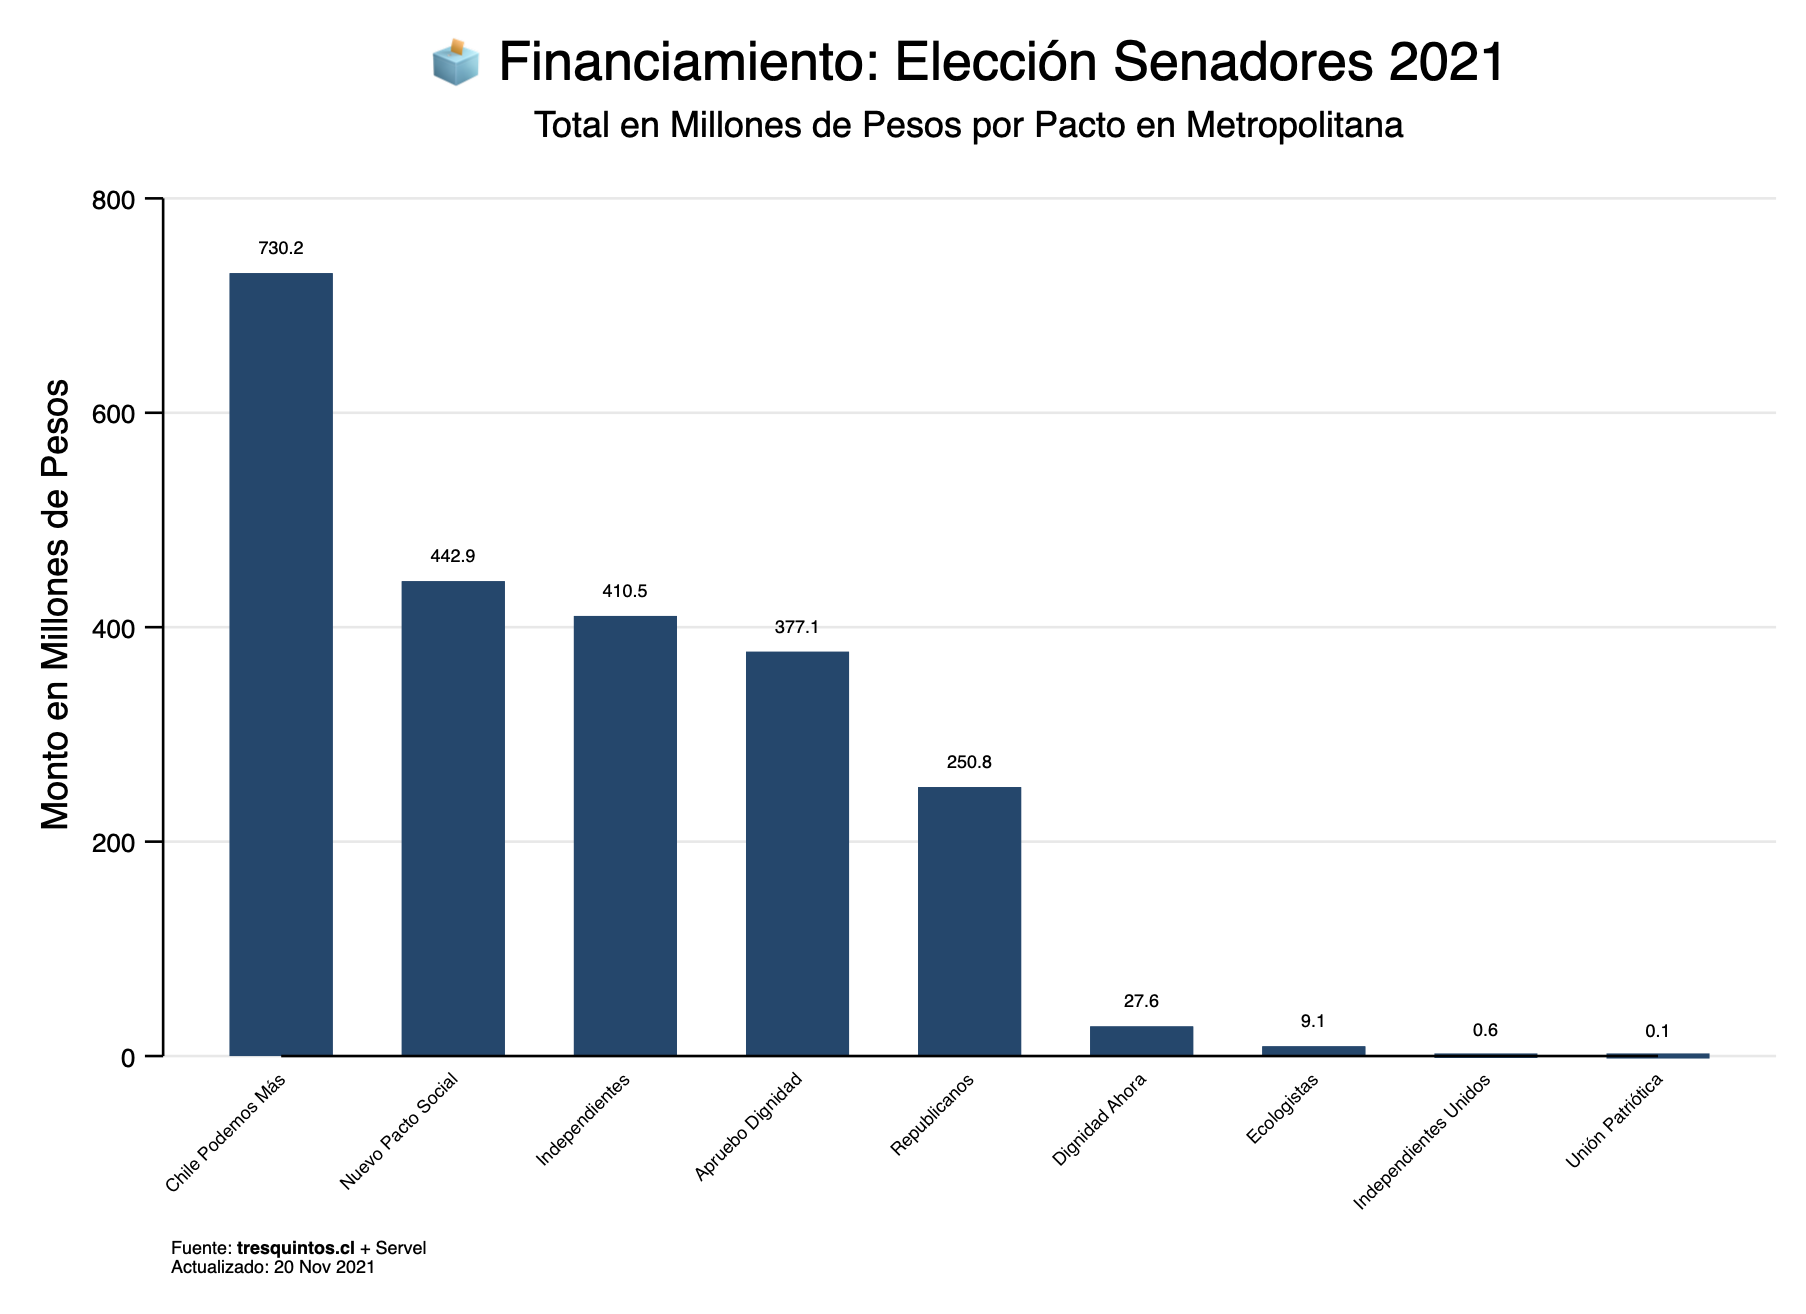 Financiamiento: Elección Senadores 2021
Total en Millones de Pesos por Pacto en Metropolitana
Monto en Millones de Pesos
800
600
400
200
0
730.2
442.9
410.5
377.1
250.8
27.6
9.1
0.6
0.1
Chile Podemos Más
Nuevo Pacto Social
Independientes
Apruebo Dignidad
Republicanos
Dignidad Ahora
Ecologistas
Independientes Unidos
Unión Patriótica
Fuente: tresquintos.cl + Servel
Actualizado: 20 Nov 2021